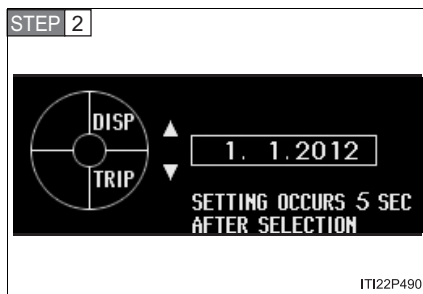 STEP 2
DISP
1. 1.2012
TRIP
SETTING OCCURS 5 SEC
AFTER SELECTION
ITI22P490